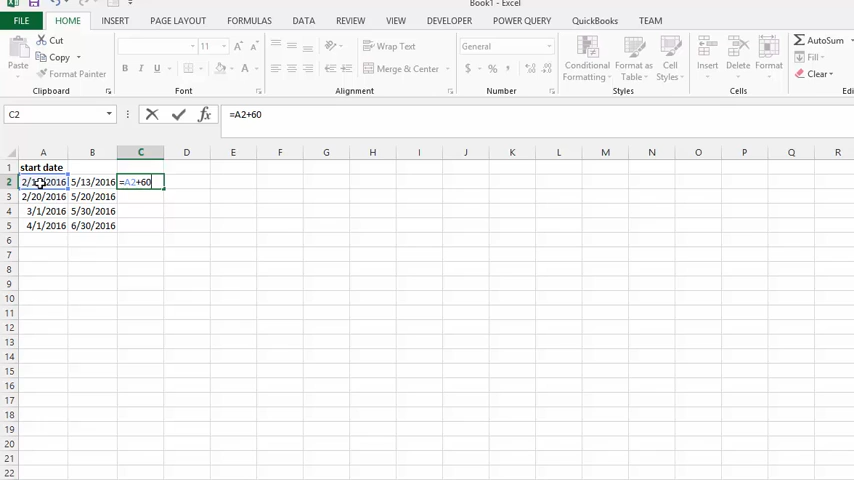 Book1 - Excel
FILE HOME INSERT PAGE LAYOUT FORMULAS DATA REVIEW VIEW DEVELOPER POWER QUERY QuickBooks TEAM
Paste Cut Copy Format Painter
11 A A Wrap Text General
B I U A Merge & Center $ % ,
Conditional Formatting Format as Table Cell Styles
Insert Delete Format
AutoSum Fill Clear
Clipboard Font Alignment Number Styles Cells
C2 fx =A2+60
A B C D E F G H I J K L M N O P Q R
1 start date
2 2/1 /2016 5/13/2016 =A2+60
3 2/20/2016 5/20/2016
4 3/1/2016 5/30/2016
5 4/1/2016 6/30/2016
6
7
8
9
10
11
12
13
14
15
16
17
18
19
20
21
22